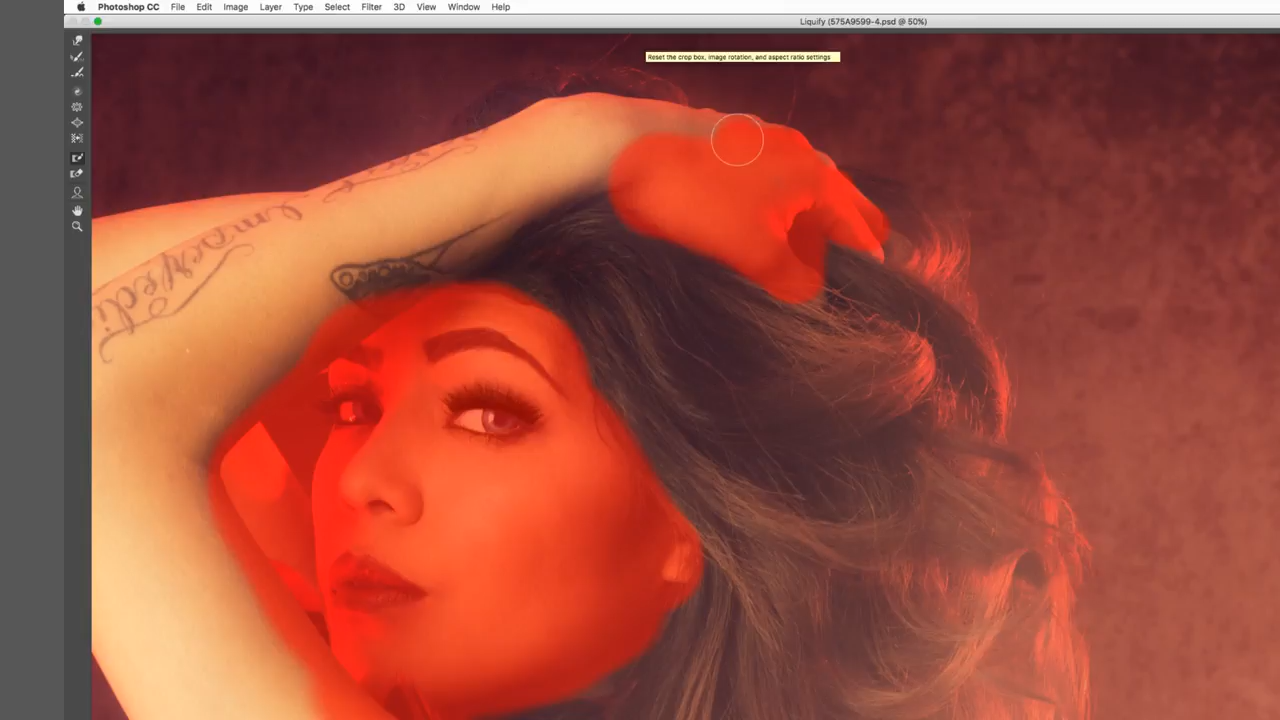 Photoshop CC File Edit Image Layer Type Select Filter 3D View Window Help
Liquify (575A9599-4.psd @ 50%)
Reset the crop box, image rotation, and aspect ratio settings